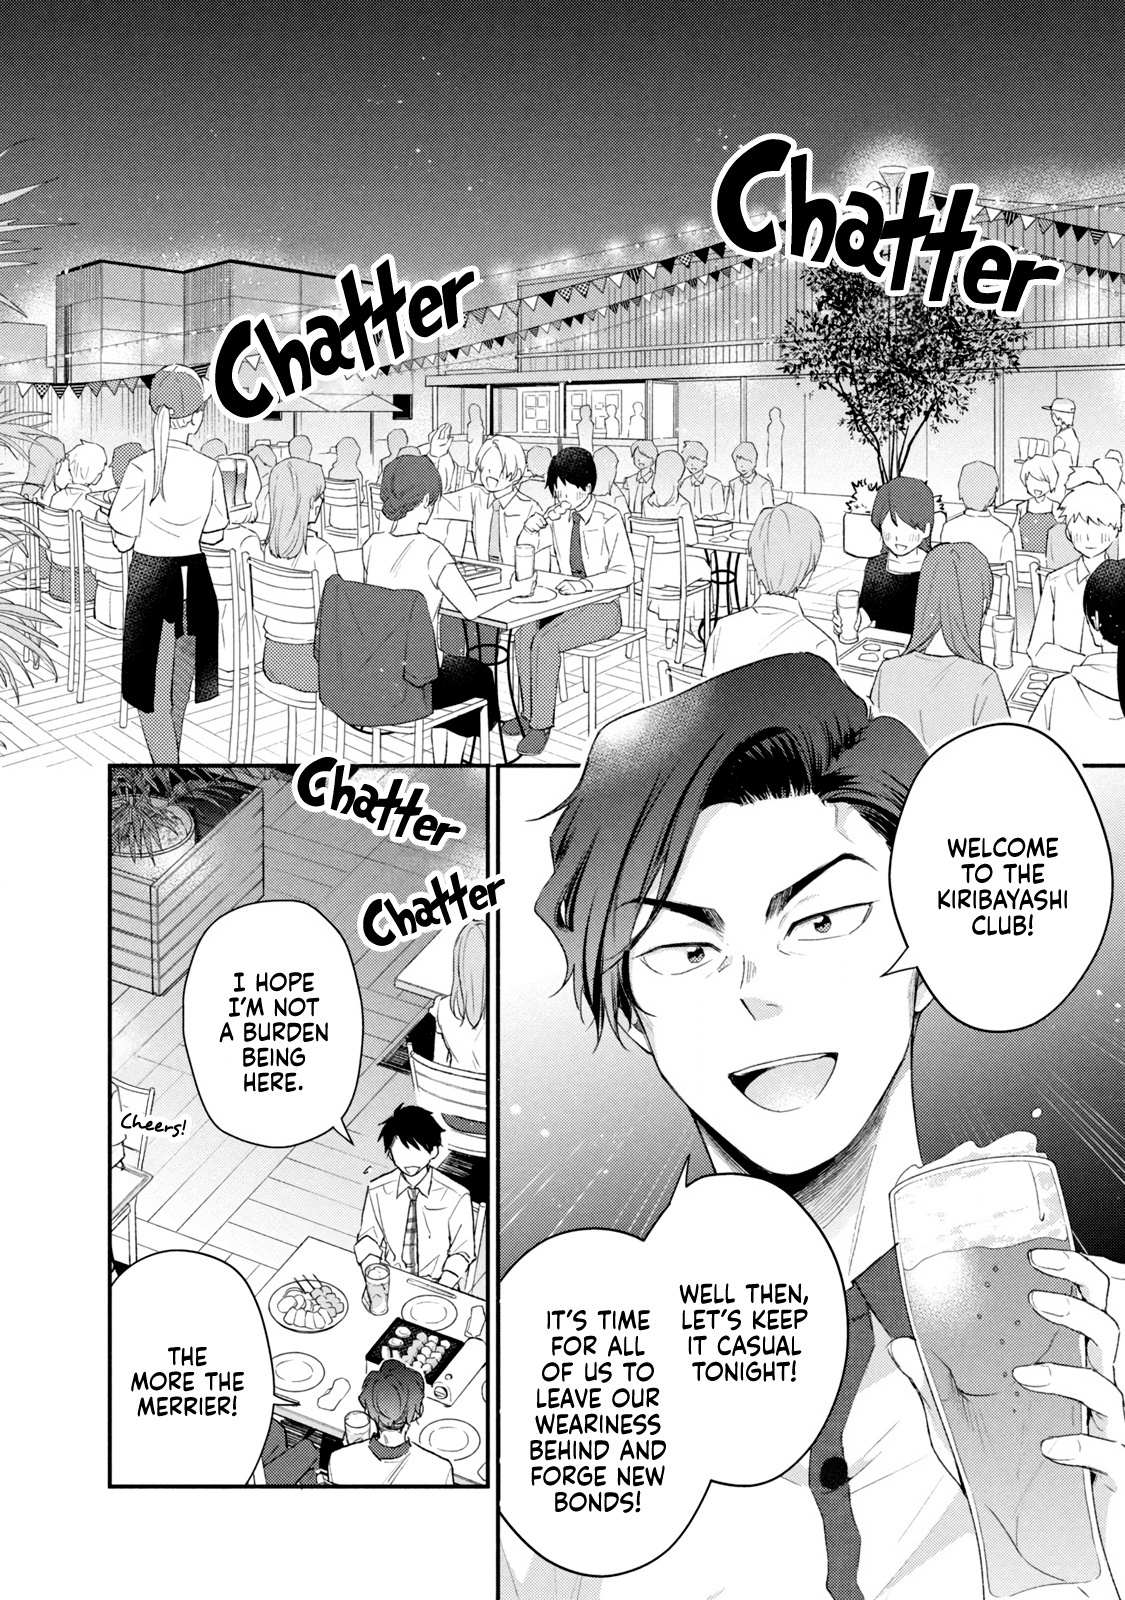 Chatter
Chatter
WELCOME
TO THE
KIRIBAYASHI
CLUB!
WELL THEN,
LET'S KEEP
IT CASUAL
TONIGHT!
IT'S TIME
FOR ALL
OF US TO
LEAVE OUR
WEARINESS
BEHIND AND
FORGE NEW
BONDS!
Chatter
Chatter
I HOPE
I'M NOT
A BURDEN
BEING
HERE.
Cheers!
THE
MORE THE
MERRIER!